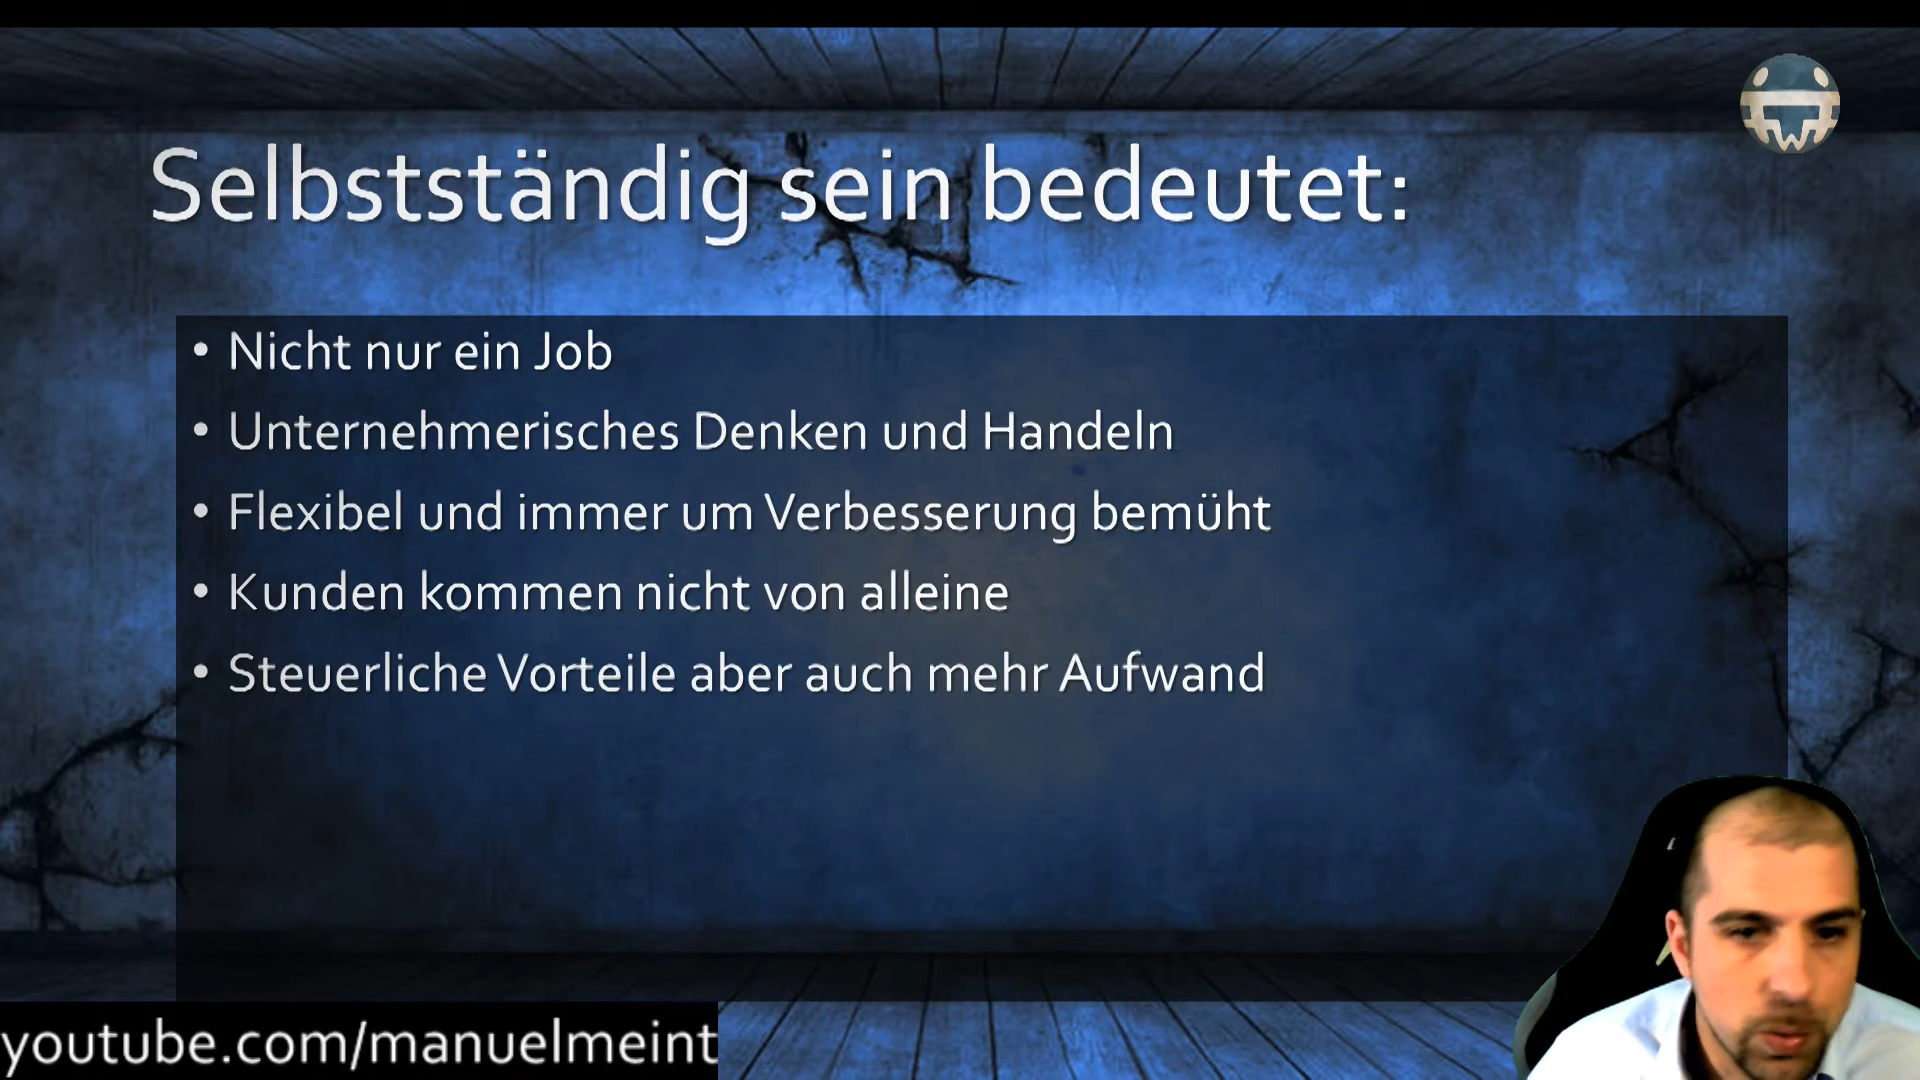 Selbstständig sein bedeutet:
• Nicht nur ein Job
• Unternehmerisches Denken und Handeln
• Flexibel und immer um Verbesserung bemüht
• Kunden kommen nicht von alleine
• Steuerliche Vorteile aber auch mehr Aufwand
youtube.com/manuelmeint